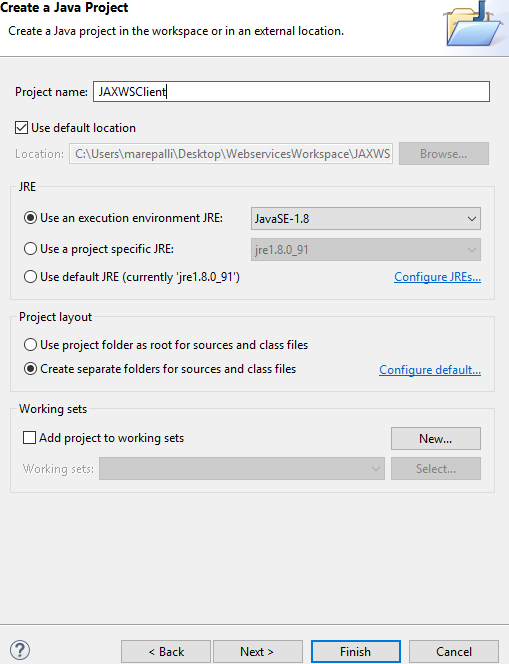 Create a Java Project
Create a Java project in the workspace or in an external location.
Project name: JAXWSClient
Use default location
Location: C:\Users\marepalli\Desktop\WebservicesWorkspace\JAXWS Browse...
JRE
Use an execution environment JRE: JavaSE-1.8
Use a project specific JRE: jre1.8.0_91
Use default JRE (currently 'jre1.8.0_91') Configure JREs...
Project layout
Use project folder as root for sources and class files
Create separate folders for sources and class files Configure default...
Working sets
Add project to working sets New...
Working sets: Select...
? < Back Next > Finish Cancel